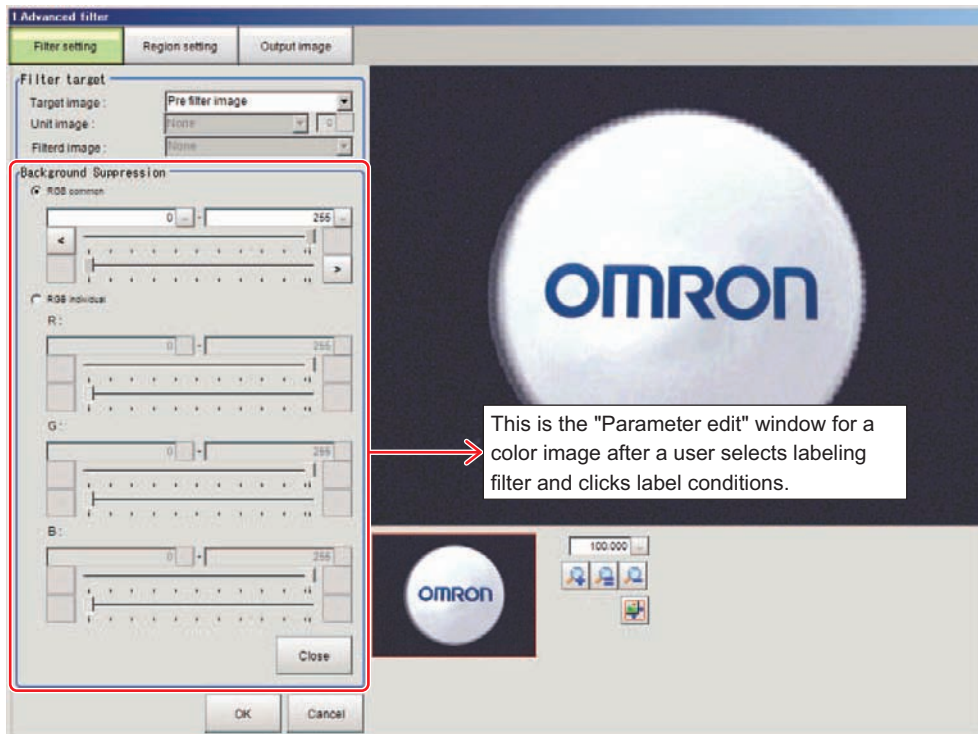 1.Advanced filter
Filter setting
Region setting
Output image
Filter target
Target image :
Pre filter image
Unit image :
None
0
Filterd image :
None
Background Suppression
RGB common
0 .. - 255 ..
<
>
RGB individual
R :
0 - 255
G :
0 - 255
B :
0 - 255
Close
OK
Cancel
OMRON
This is the "Parameter edit" window for a
color image after a user selects labeling
filter and clicks label conditions.
OMRON
100.000 ..